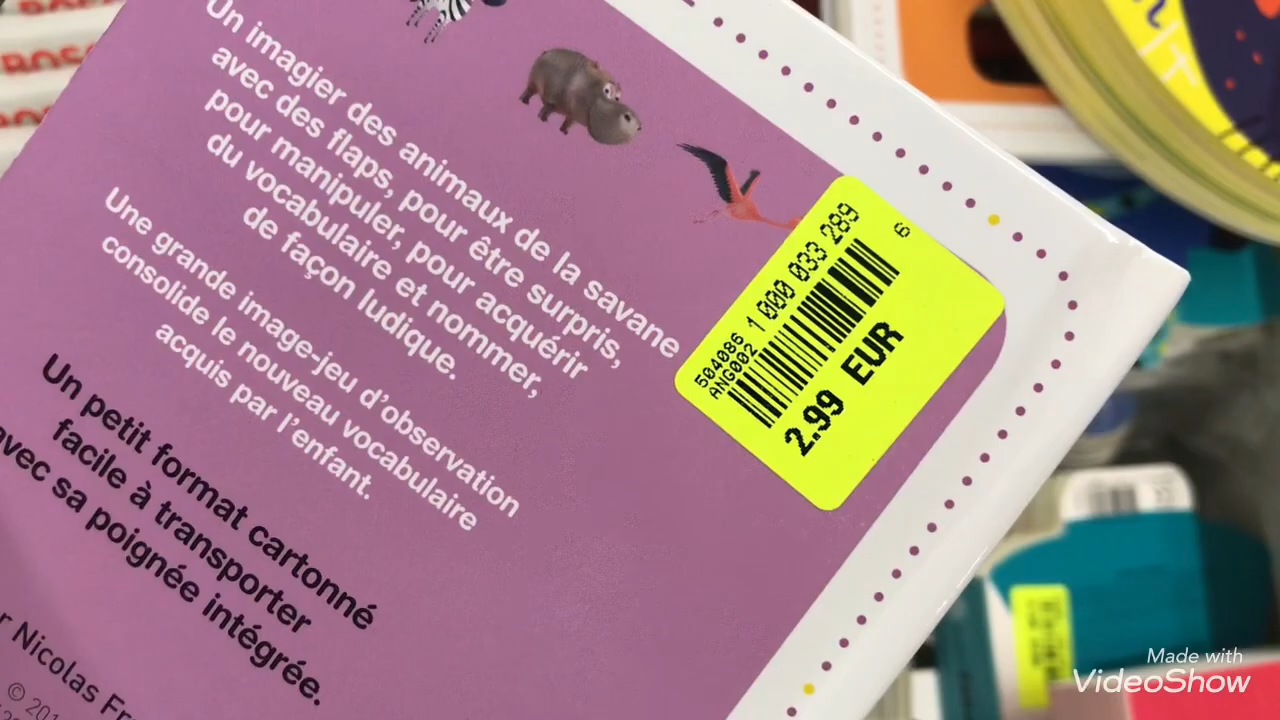 Un imagier des animaux de la savane
avec des flaps, pour être surpris,
pour manipuler, pour acquérir
du vocabulaire et nommer,
de façon ludique.
Une grande image-jeu d'observation
consolide le nouveau vocabulaire
acquis par l'enfant.
Un petit format cartonné
facile à transporter
avec sa poignée intégrée.
Nicolas
©
504086 1 000 033 289 6
ANG002
2.99 EUR
Made with
VideoShow